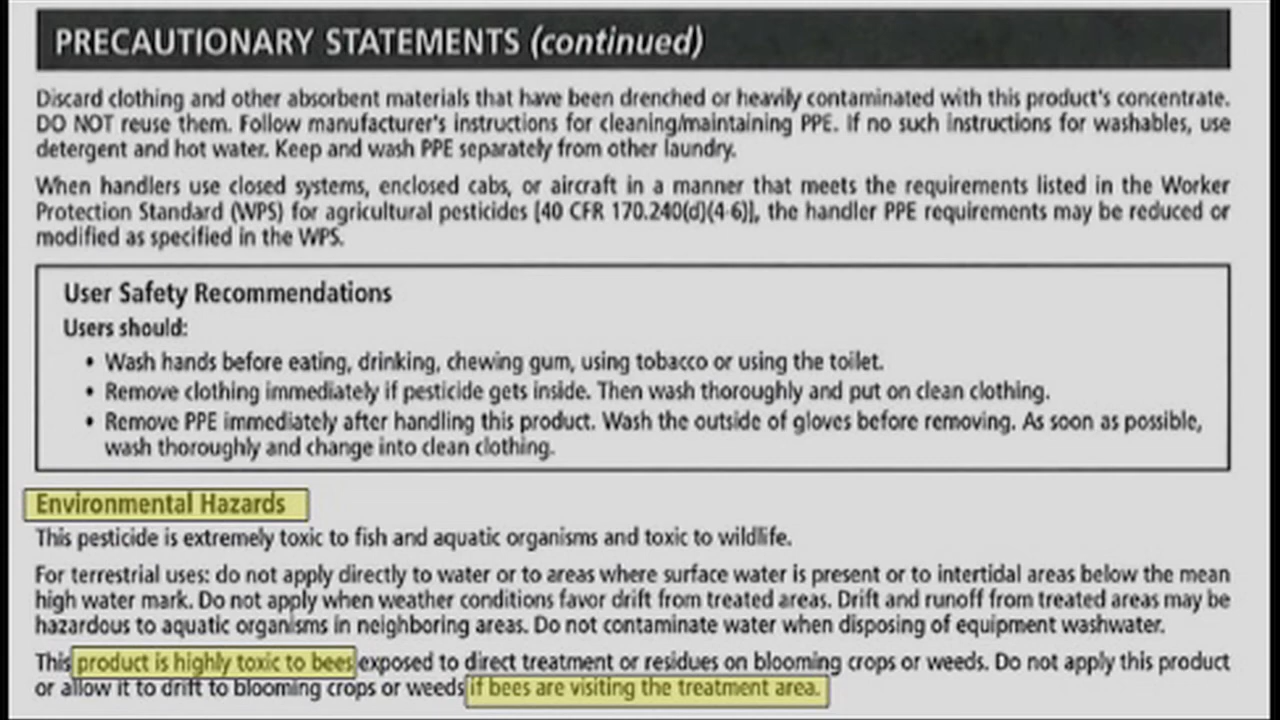 PRECAUTIONARY STATEMENTS (continued)
Discard clothing and other absorbent materials that have been drenched or heavily contaminated with this product's concentrate.
DO NOT reuse them. Follow manufacturer's instructions for cleaning/maintaining PPE. If no such instructions for washables, use
detergent and hot water. Keep and wash PPE separately from other laundry.
When handlers use closed systems, enclosed cabs, or aircraft in a manner that meets the requirements listed in the Worker
Protection Standard (WPS) for agricultural pesticides [40 CFR 170.240(d)(4-6)], the handler PPE requirements may be reduced or
modified as specified in the WPS.
User Safety Recommendations
Users should:
• Wash hands before eating, drinking, chewing gum, using tobacco or using the toilet.
• Remove clothing immediately if pesticide gets inside. Then wash thoroughly and put on clean clothing.
• Remove PPE immediately after handling this product. Wash the outside of gloves before removing. As soon as possible,
wash thoroughly and change into clean clothing.
Environmental Hazards
This pesticide is extremely toxic to fish and aquatic organisms and toxic to wildlife.
For terrestrial uses: do not apply directly to water or to areas where surface water is present or to intertidal areas below the mean
high water mark. Do not apply when weather conditions favor drift from treated areas. Drift and runoff from treated areas may be
hazardous to aquatic organisms in neighboring areas. Do not contaminate water when disposing of equipment washwater.
This product is highly toxic to bees exposed to direct treatment or residues on blooming crops or weeds. Do not apply this product
or allow it to drift to blooming crops or weeds if bees are visiting the treatment area.